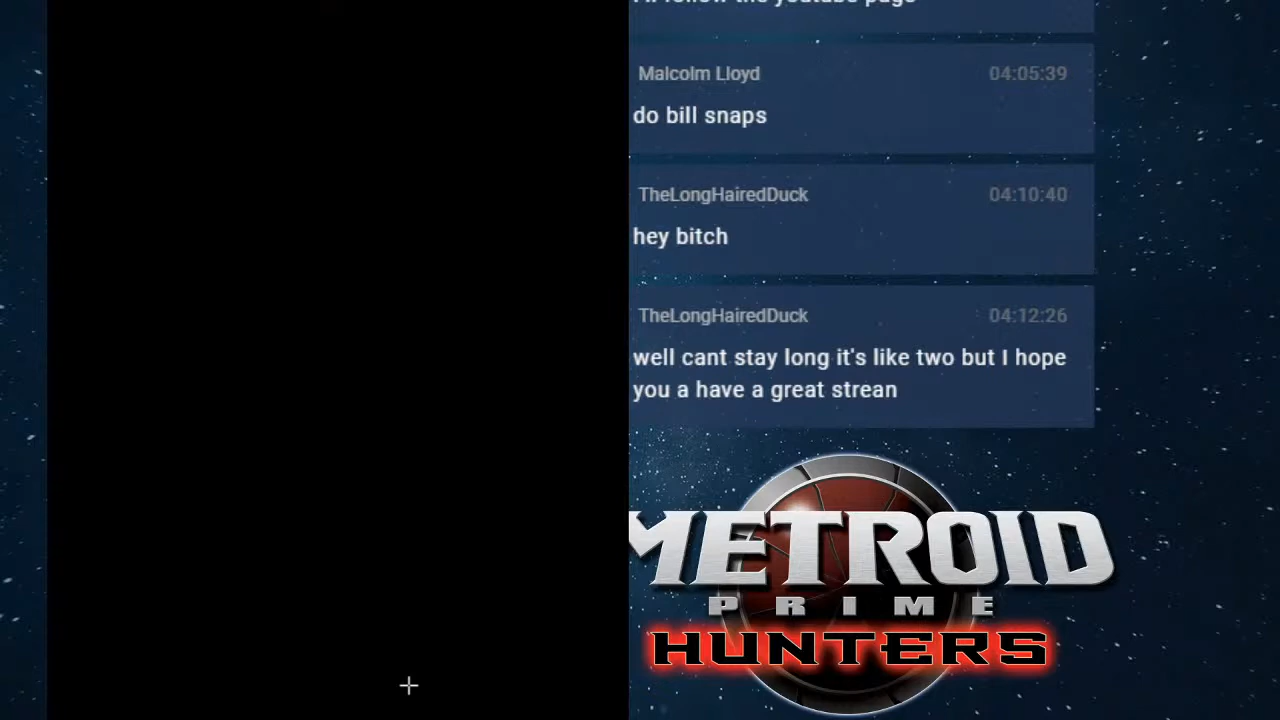 Malcolm Lloyd 04:05:39
do bill snaps
TheLongHairedDuck 04:10:40
hey bitch
TheLongHairedDuck 04:12:26
well cant stay long it's like two but I hope
you a have a great strean
METROID
PRIME
HUNTERS